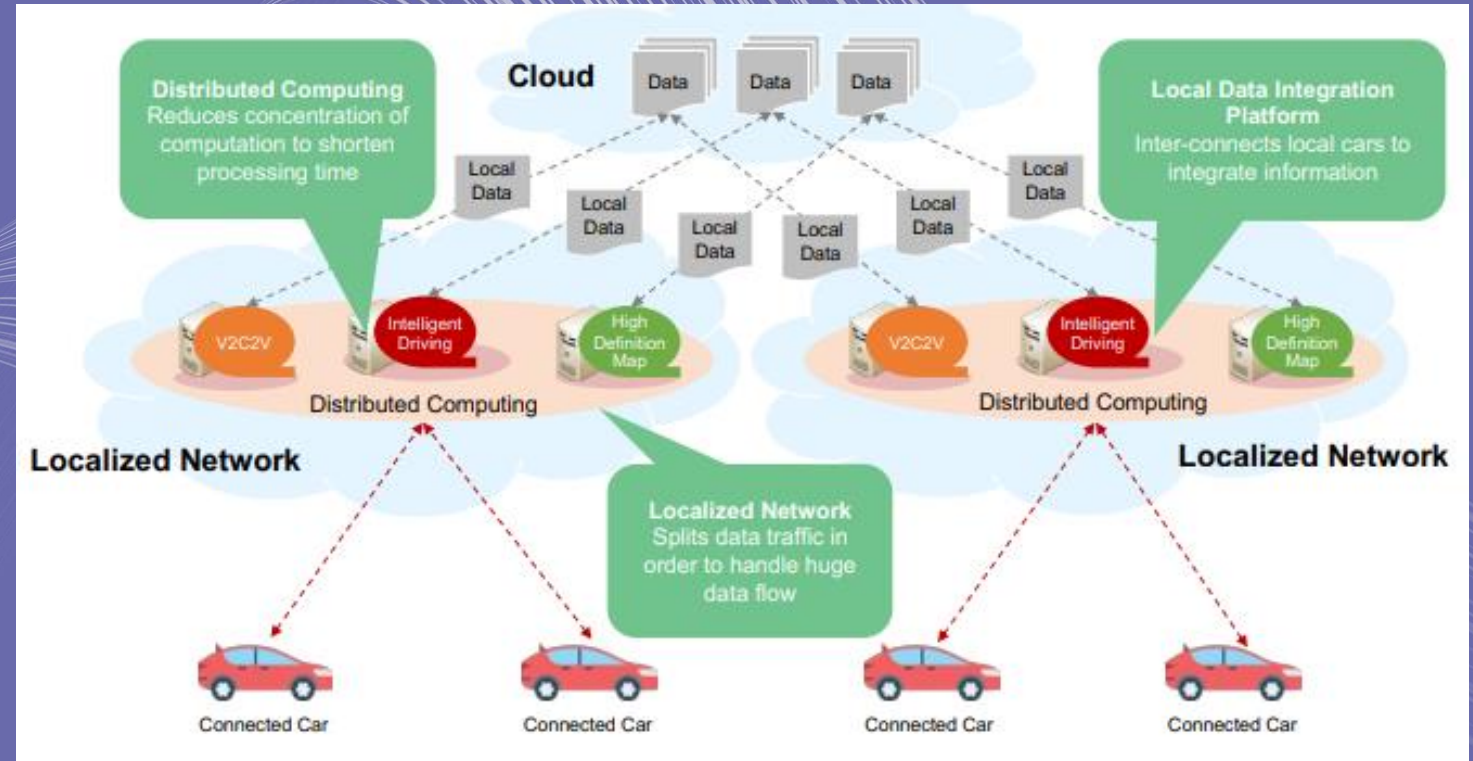 Cloud
Data
Data
Data
Distributed Computing
Reduces concentration of
computation to shorten
processing time
Local Data Integration
Platform
Inter-connects local cars to
integrate information
Local
Data
Local
Data
Local
Data
Local
Data
Local
Data
Local
Data
V2C2V
Intelligent
Driving
High
Definition
Map
Distributed Computing
V2C2V
Intelligent
Driving
High
Definition
Map
Distributed Computing
Localized Network
Localized Network
Localized Network
Splits data traffic in
order to handle huge
data flow
Connected Car
Connected Car
Connected Car
Connected Car